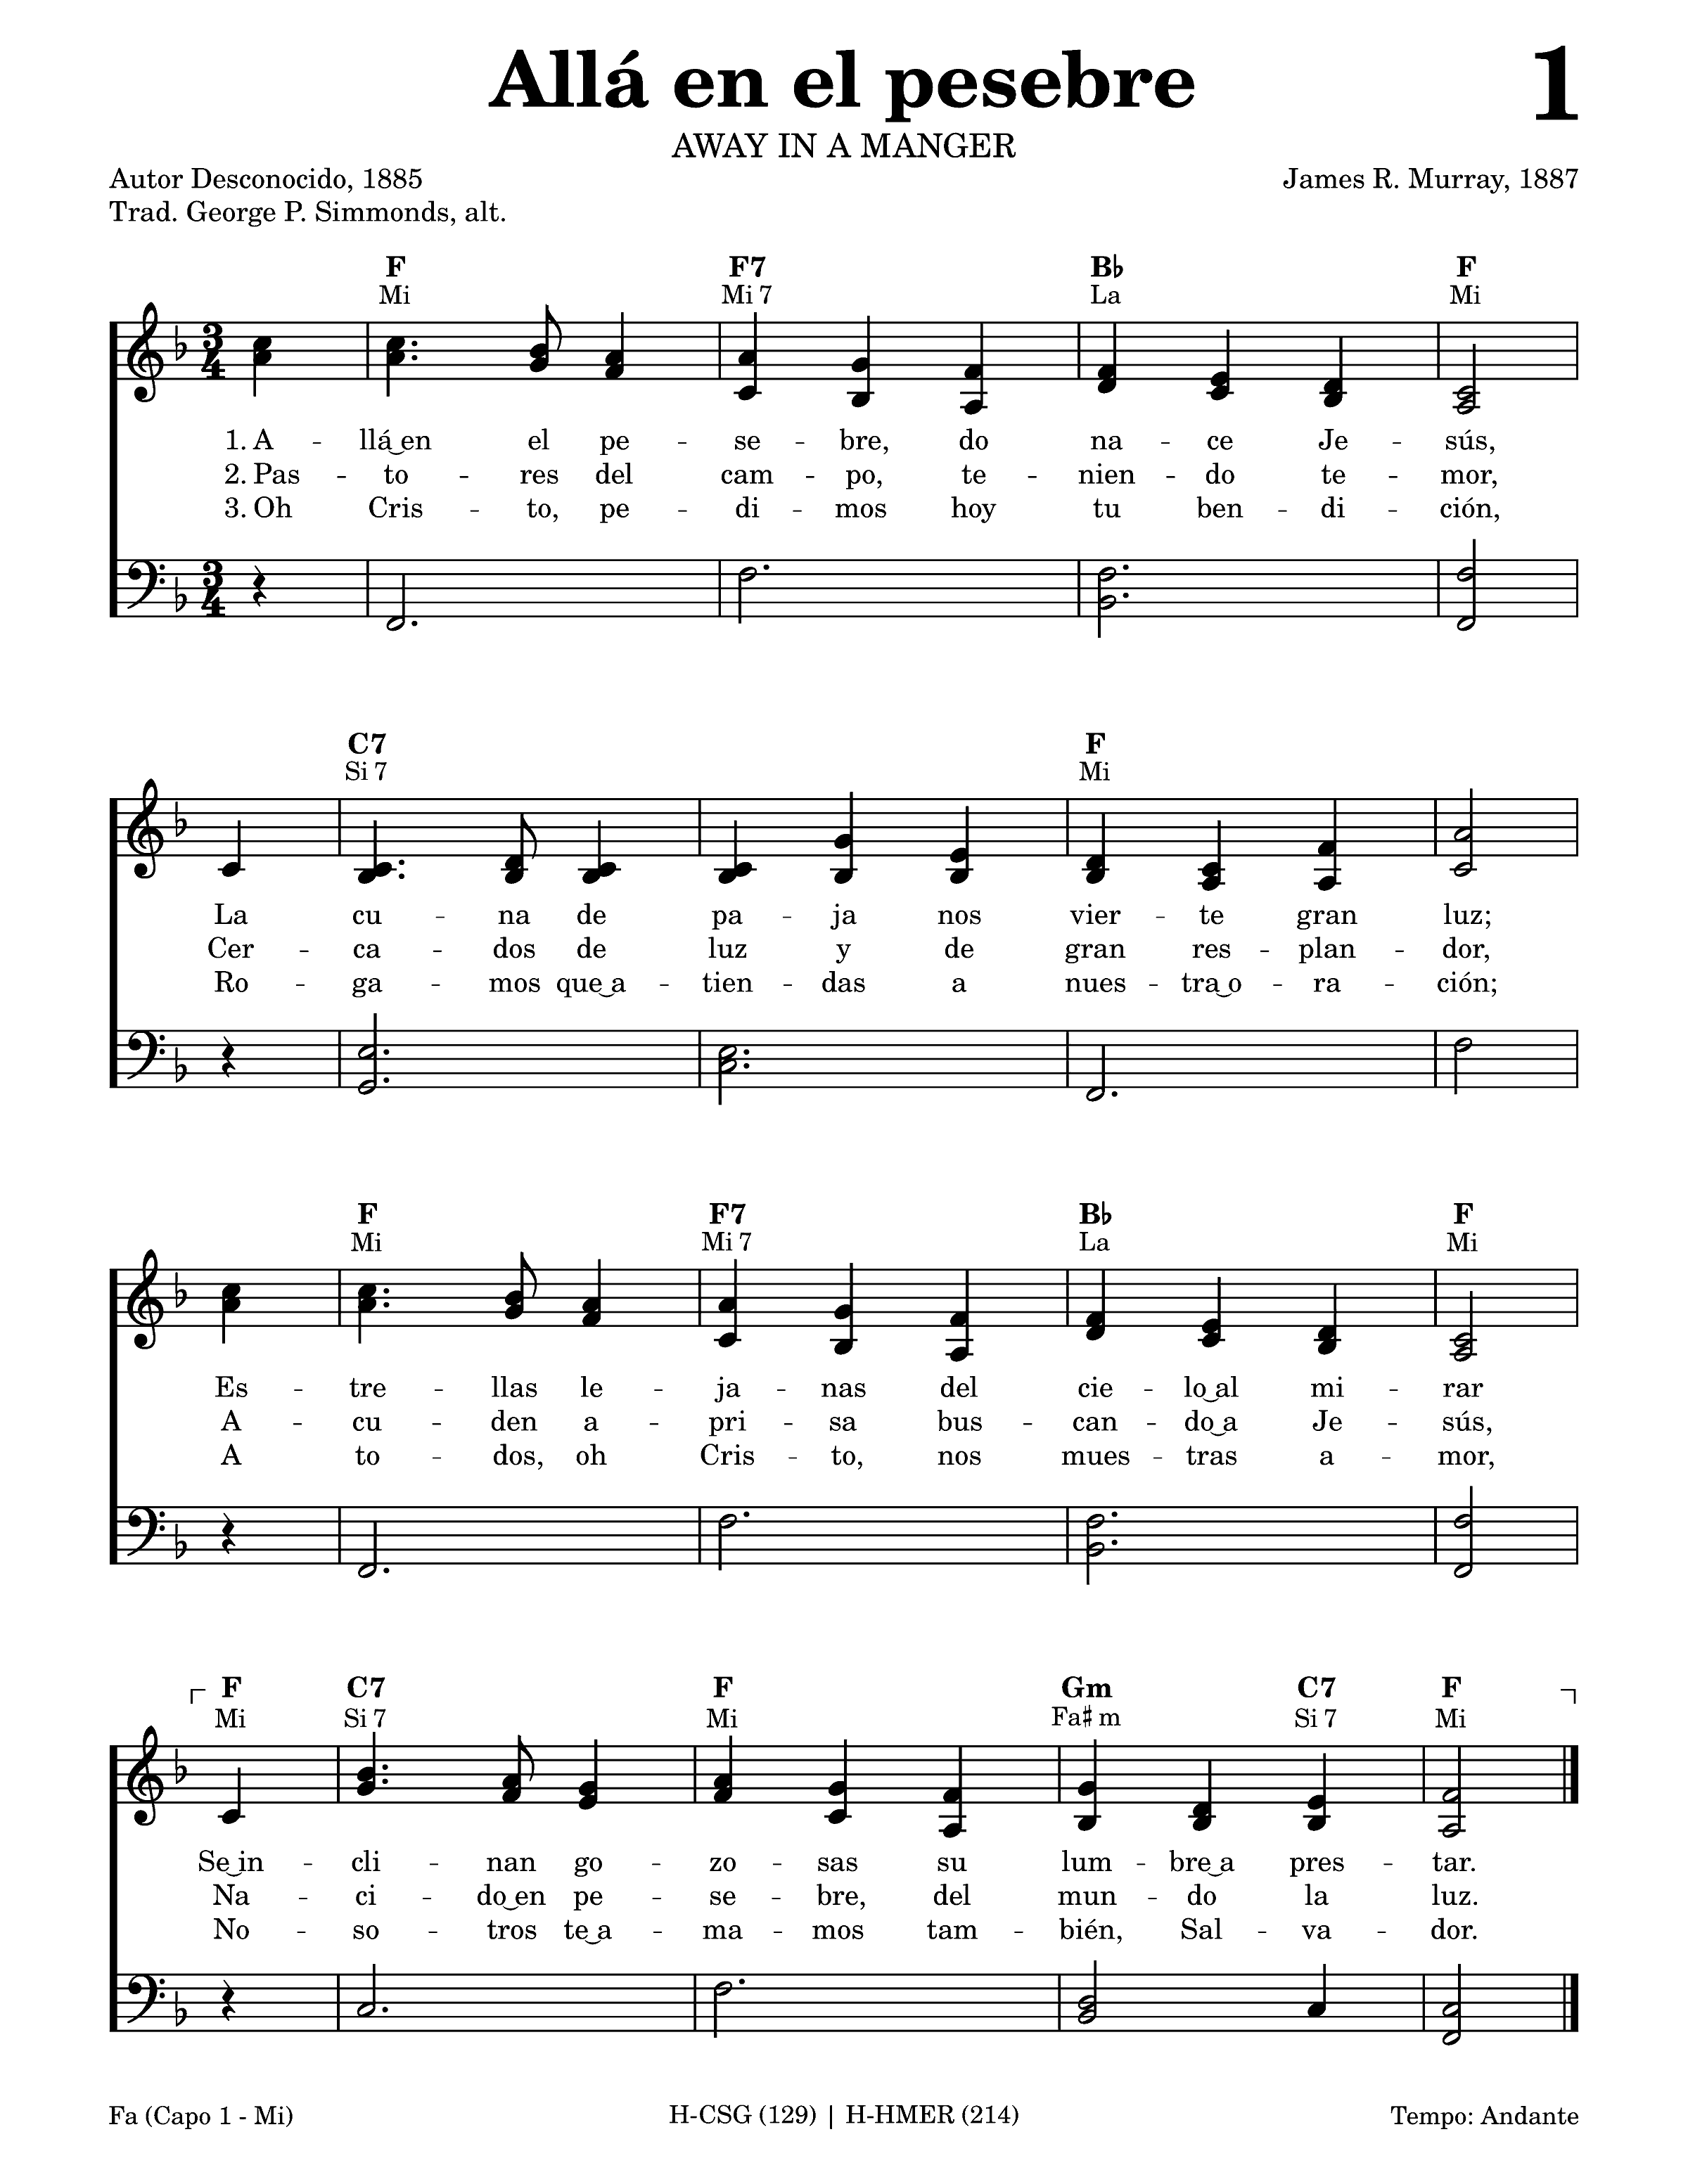 Allá en el pesebre
1
AWAY IN A MANGER
Autor Desconocido, 1885
James R. Murray, 1887
Trad. George P. Simmonds, alt.
F F7 B♭ F
Mi Mi 7 La Mi
3/4
1. A - llá‿en el pe - se - bre, do na - ce Je - sús,
2. Pas - to - res del cam - po, te - nien - do te - mor,
3. Oh Cris - to, pe - di - mos hoy tu ben - di - ción,
3/4
C7 F
Si 7 Mi
La cu - na de pa - ja nos vier - te gran luz;
Cer - ca - dos de luz y de gran res - plan - dor,
Ro - ga - mos que‿a - tien - das a nues - tra‿o - ra - ción;
F F7 B♭ F
Mi Mi 7 La Mi
Es - tre - llas le - ja - nas del cie - lo‿al mi - rar
A - cu - den a - pri - sa bus - can - do‿a Je - sús,
A to - dos, oh Cris - to, nos mues - tras a - mor,
F C7 F Gm C7 F
Mi Si 7 Mi Fa♯ m Si 7 Mi
Se‿in - cli - nan go - zo - sas su lum - bre‿a pres - tar.
Na - ci - do‿en pe - se - bre, del mun - do la luz.
No - so - tros te‿a - ma - mos tam - bién, Sal - va - dor.
Fa (Capo 1 - Mi)
H-CSG (129) | H-HMER (214)
Tempo: Andante